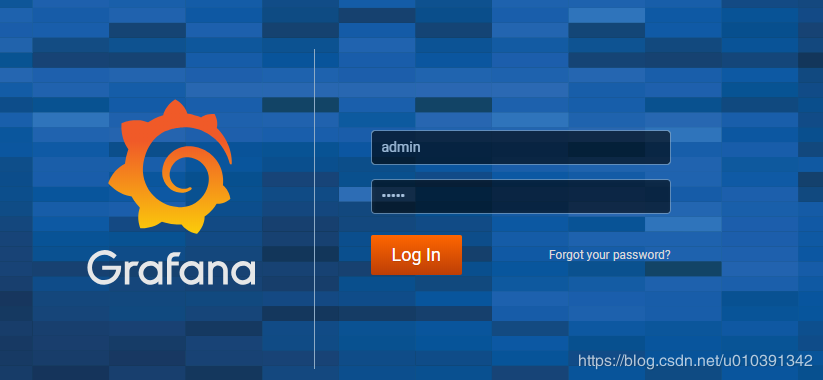 admin
•••••
Log In
Forgot your password?
Grafana
https://blog.csdn.net/u010391342